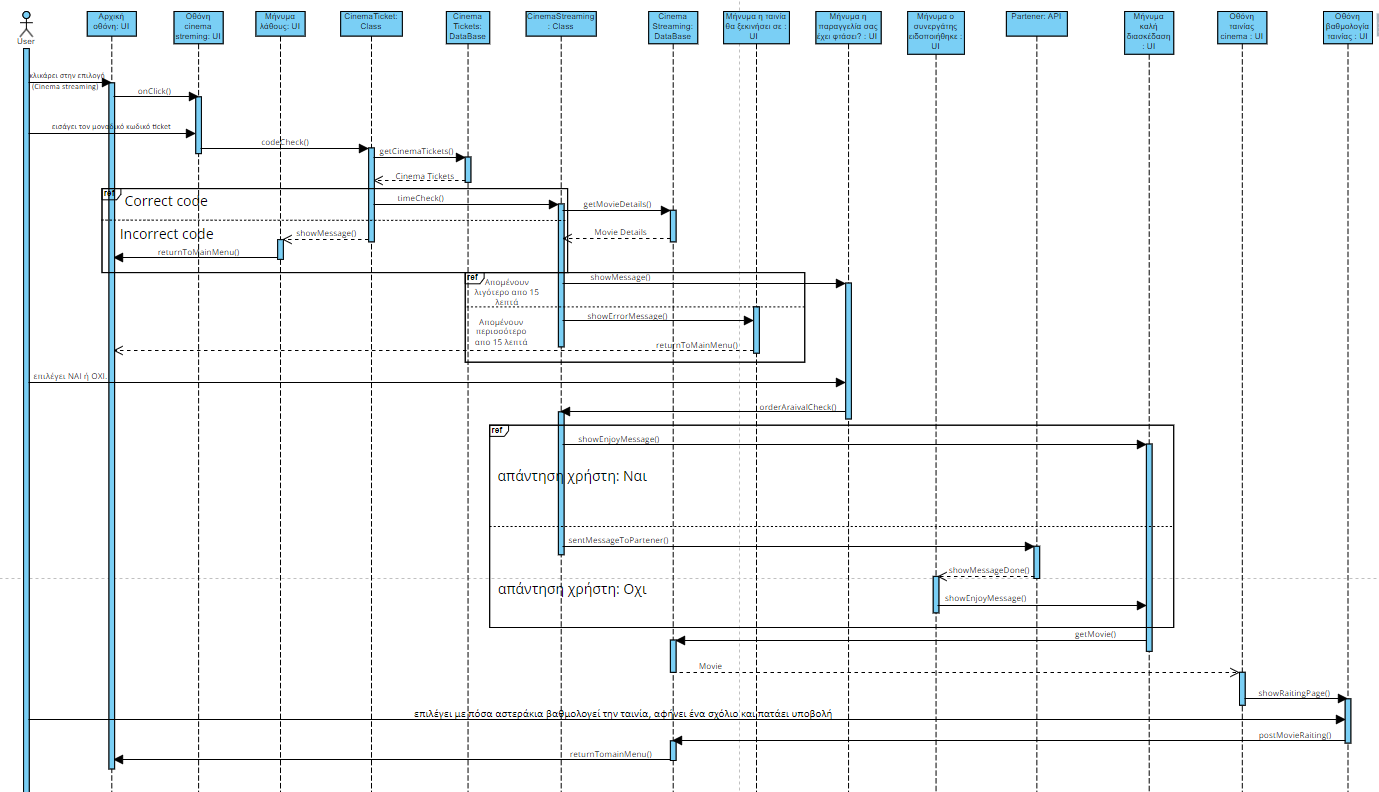 User
Αρχική
οθόνη: UI
Οθόνη
cinema
streming: UI
Μήνυμα
λάθους: UI
CinemaTicket:
Class
Cinema
Tickets:
DataBase
CinemaStreaming
: Class
Cinema
Streaming:
DataBase
Μήνυμα η ταινία
θα ξεκινήσει σε :
UI
Μήνυμα η
παραγγελία σας
έχει φτάσει? : UI
Μήνυμα ο
συνεργάτης
ειδοποιήθηκε :
UI
Partener: API
Μήνυμα
καλή
διασκέδαση
: UI
Οθόνη
ταινίας
cinema : UI
Οθόνη
βαθμολογία
ταινίας : UI
κλικάρει στην επιλογή
(Cinema streaming)
onClick()
εισάγει τον μοναδικό κωδικό ticket
codeCheck()
getCinemaTickets()
Cinema Tickets
ref
Correct code
timeCheck()
getMovieDetails()
Incorrect code
showMessage()
Movie Details
returnToMainMenu()
ref
Απομένουν
λιγότερο απο 15
λεπτά
showMessage()
Απομένουν
περισσότερο
απο 15 λεπτά
showErrorMessage()
returnToMainMenu()
επιλέγει ΝΑΙ ή ΟΧΙ.
orderAraivalCheck()
ref
showEnjoyMessage()
απάντηση χρήστη: Ναι
sentMessageToPartener()
showMessageDone()
απάντηση χρήστη: Οχι
showEnjoyMessage()
getMovie()
Movie
showRaitingPage()
επιλέγει με πόσα αστεράκια βαθμολογεί την ταινία, αφήνει ένα σχόλιο και πατάει υποβολή
postMovieRaiting()
returnTomainMenu()